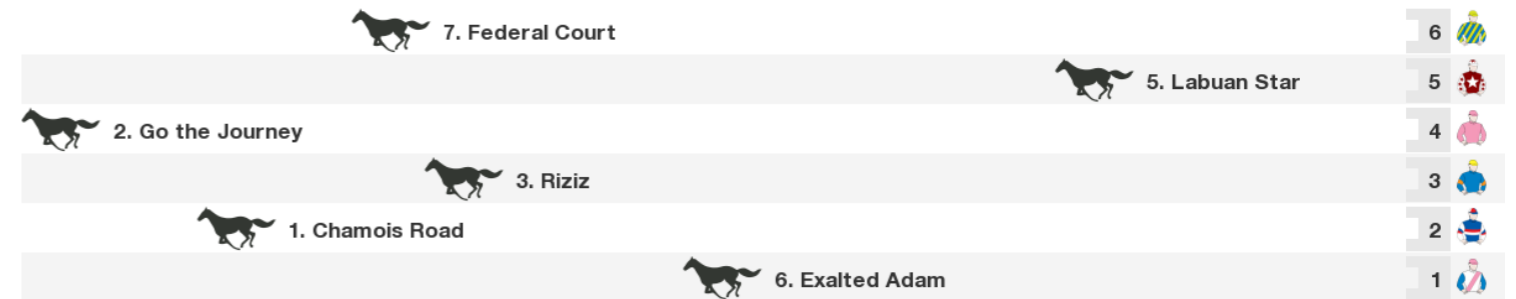 7. Federal Court 6
5. Labuan Star 5
2. Go the Journey 4
3. Riziz 3
1. Chamois Road 2
6. Exalted Adam 1